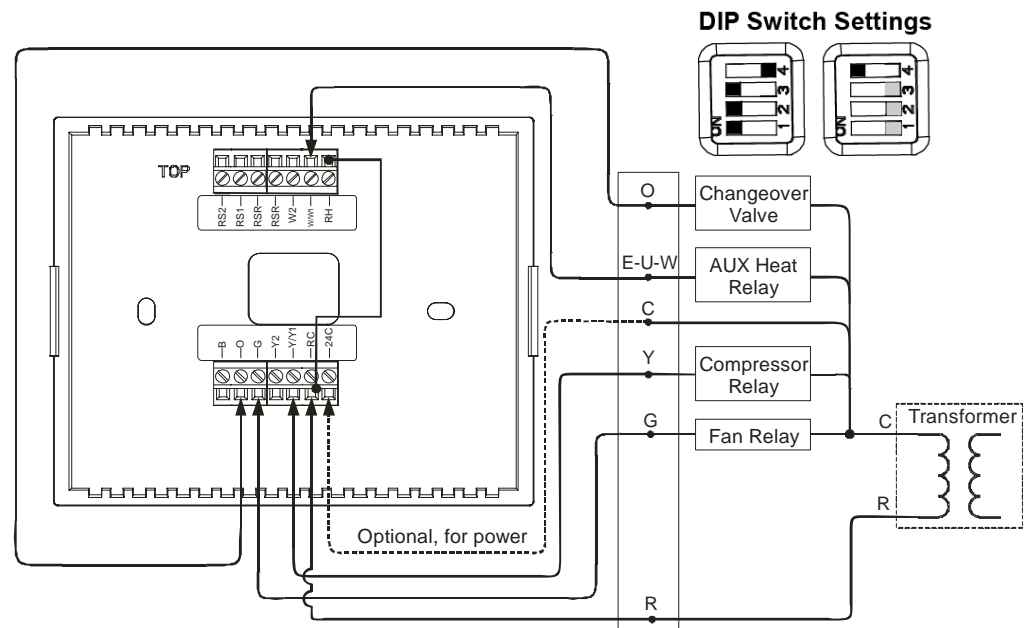 DIP Switch Settings
4
3
2
1
ON
4
3
2
1
ON
TOP
RS2
RS1
RSR
RSR
W2
W/W1
RH
B
O
G
Y2
Y/Y1
RC
24C
Optional, for power
O
Changeover
Valve
E-U-W
AUX Heat
Relay
C
Y
Compressor
Relay
G
Fan Relay
C
Transformer
R
R